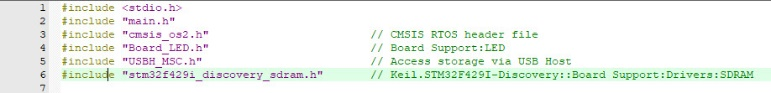 1 #include <stdio.h>
2 #include "main.h"
3 #include "cmsis_os2.h" // CMSIS RTOS header file
4 #include "Board_LED.h" // Board Support:LED
5 #include "USBH_MSC.h" // Access storage via USB Host
6 #include "stm32f429i_discovery_sdram.h" // Keil.STM32F429I-Discovery::Board Support:Drivers:SDRAM
7